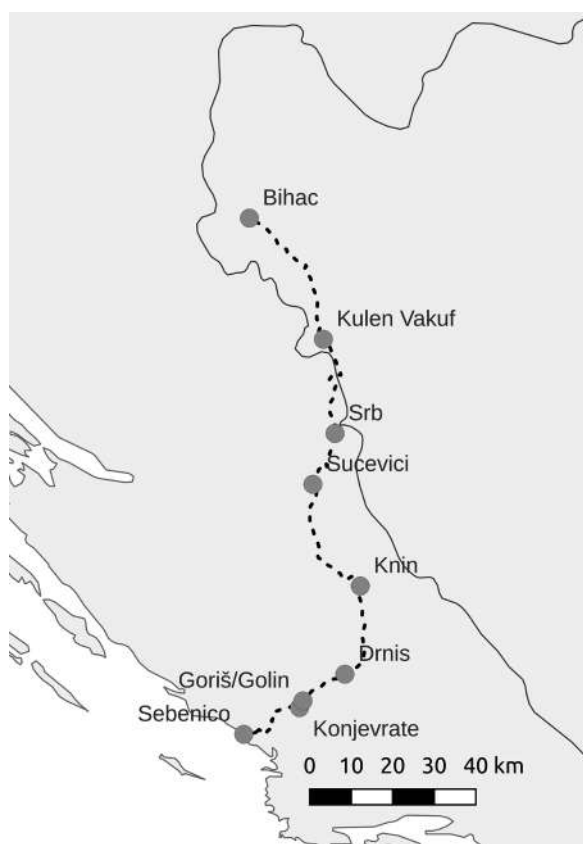 Bihac
Kulen Vakuf
Srb
Sucevici
Knin
Drnis
Goriš/Golin
Sebenico
Konjevrate
0 10 20 30 40 km